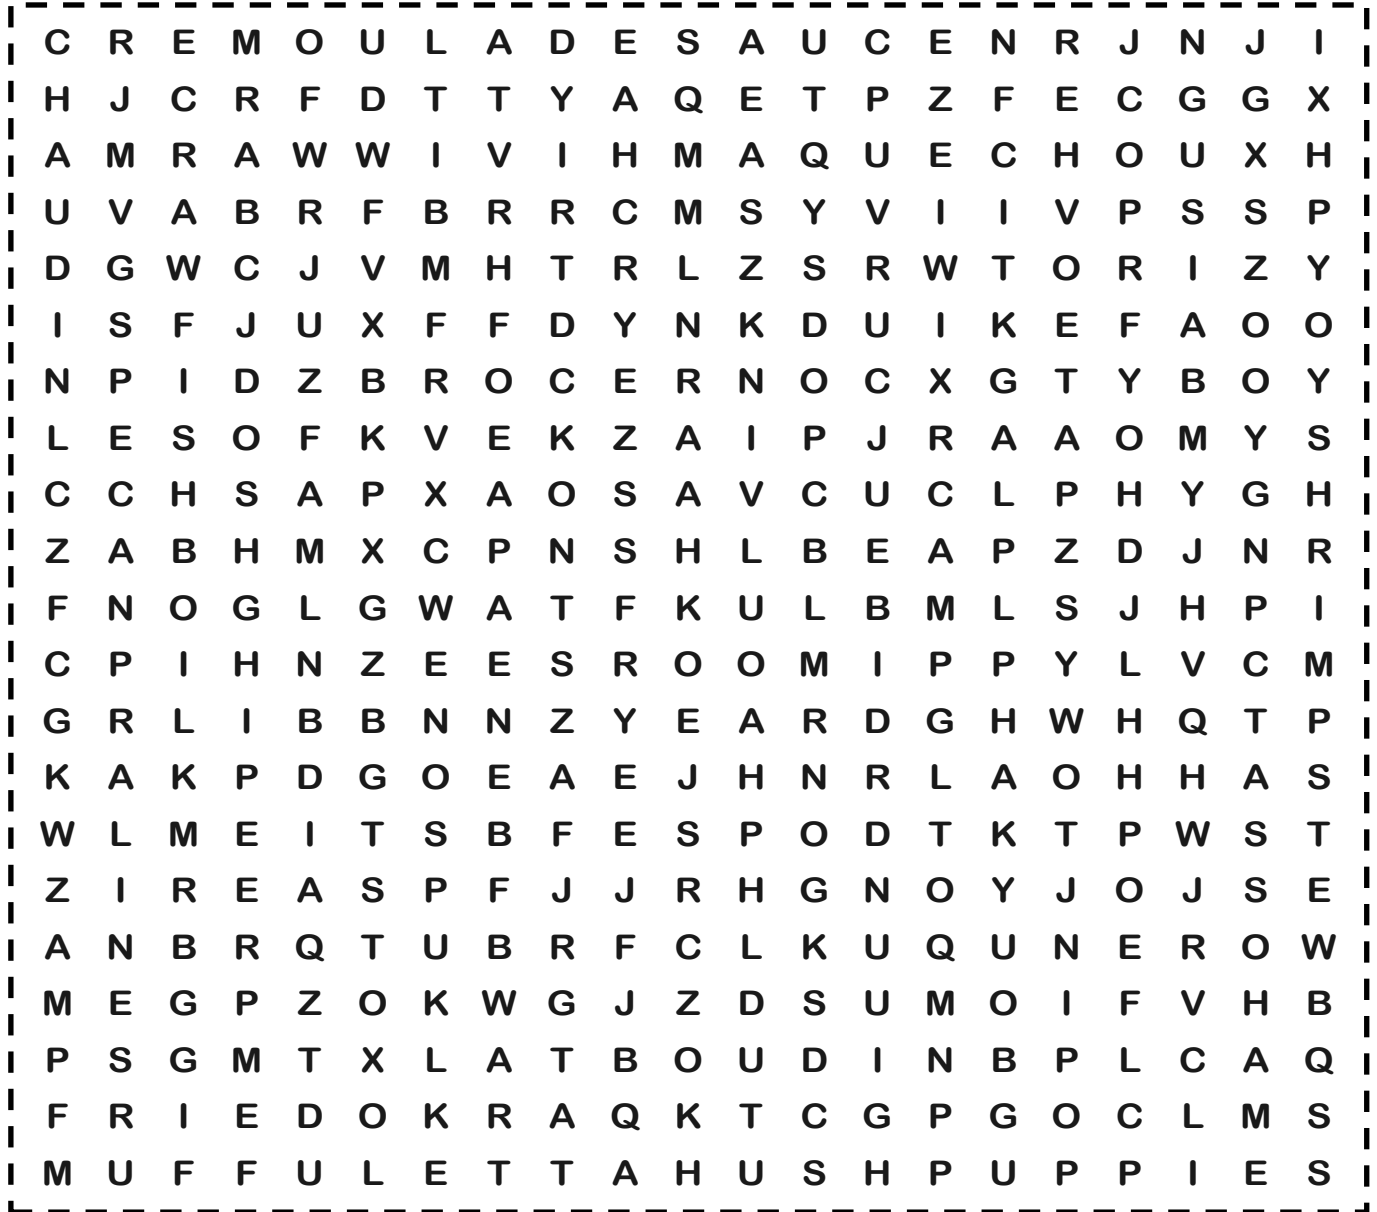 C R E M O U L A D E S A U C E N R J N J I
H J C R F D T T Y A Q E T P Z F E C G G X
A M R A W W I V I H M A Q U E C H O U X H
U V A B R F B R R C M S Y V I I V P S S P
D G W C J V M H T R L Z S R W T O R I Z Y
I S F J U X F F D Y N K D U I K E F A O O
N P I D Z B R O C E R N O C X G T Y B O Y
L E S O F K V E K Z A I P J R A A O M Y S
C C H S A P X A O S A V C U C L P H Y G H
Z A B H M X C P N S H L B E A P Z D J N R
F N O G L G W A T F K U L B M L S J H P I
C P I H N Z E E S R O O M I P P Y L V C M
G R L I B B N N Z Y E A R D G H W H Q T P
K A K P D G O E A E J H N R L A O H H A S
W L M E I T S B F E S P O D T K T P W S T
Z I R E A S P F J J R H G N O Y J O J S E
A N B R Q T U B R F C L K U Q U N E R O W
M E G P Z O K W G J Z D S U M O I F V H B
P S G M T X L A T B O U D I N B P L C A Q
F R I E D O K R A Q K T C G P G O C L M S
M U F F U L E T T A H U S H P U P P I E S